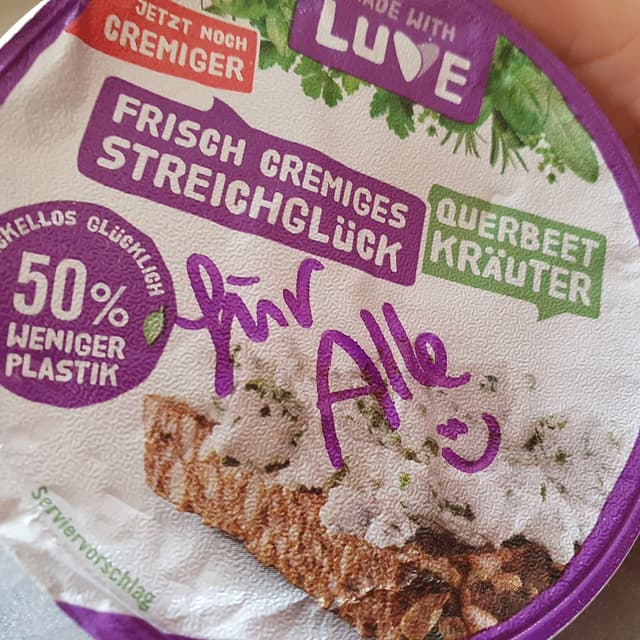 JETZT NOCH
CREMIGER
MADE WITH
LUVE
FRISCH CREMIGES
STREICHGLÜCK
QUERBEET
KRÄUTER
GLÜCKLICH
50%
WENIGER
PLASTIK
für
Alle
Serviervorschlag